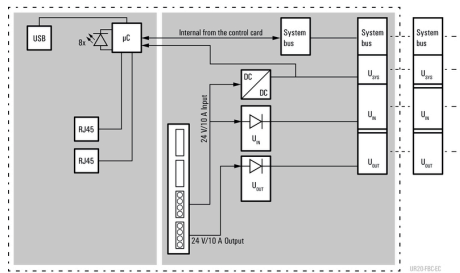 USB
8x
µC
Internal from the control card
System bus
System bus
System bus
DC
DC
U SYS
U SYS
24 V/10 A Input
U IN
U IN
U IN
RJ45
RJ45
U OUT
U OUT
U OUT
24 V/10 A Output
UR20-FBC-EC